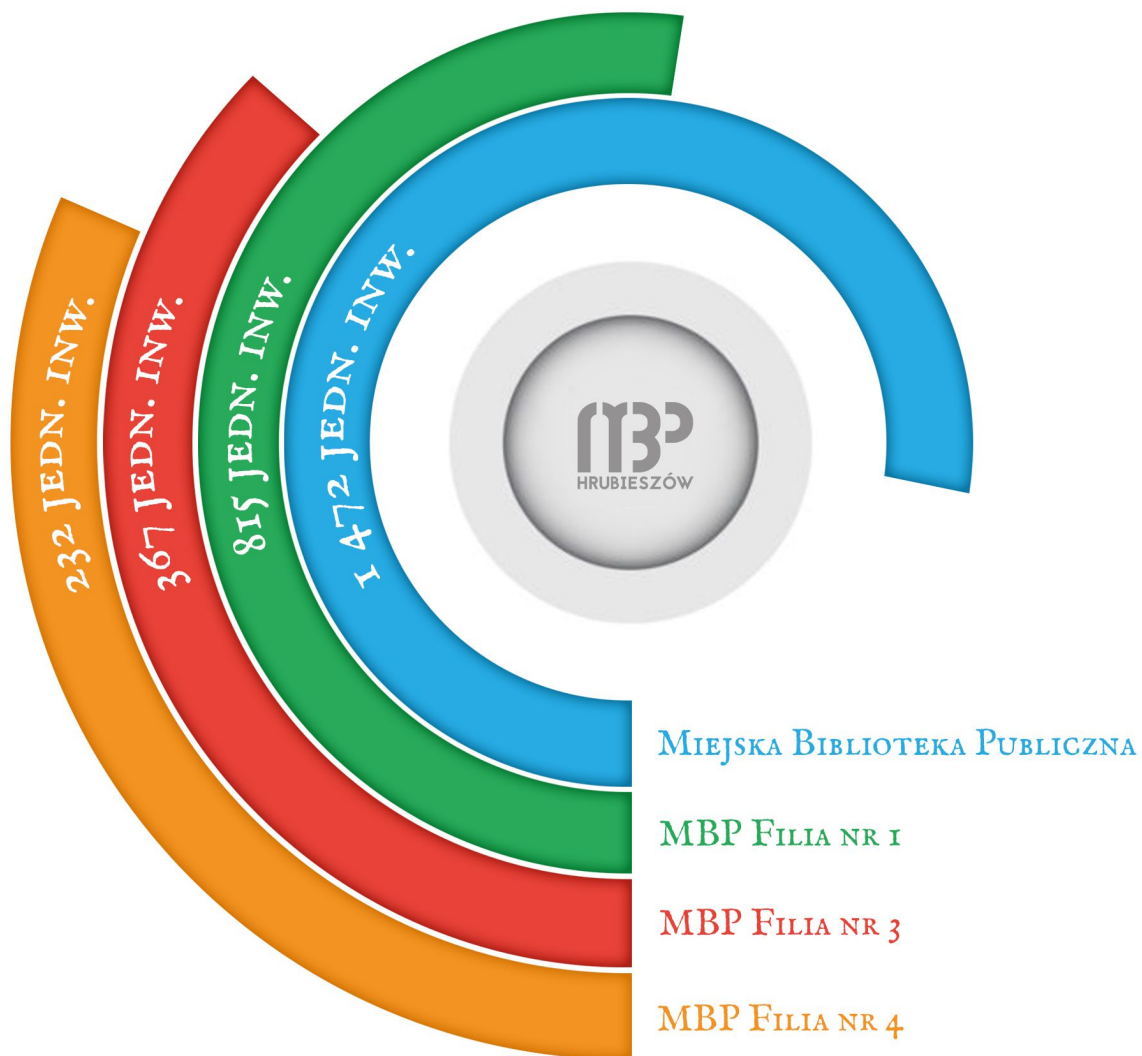 232 JEDN. INW.
367 JEDN. INW.
815 JEDN. INW.
1 472 JEDN. INW.
MBP
HRUBIESZÓW
MIEJSKA BIBLIOTEKA PUBLICZNA
MBP FILIA NR 1
MBP FILIA NR 3
MBP FILIA NR 4